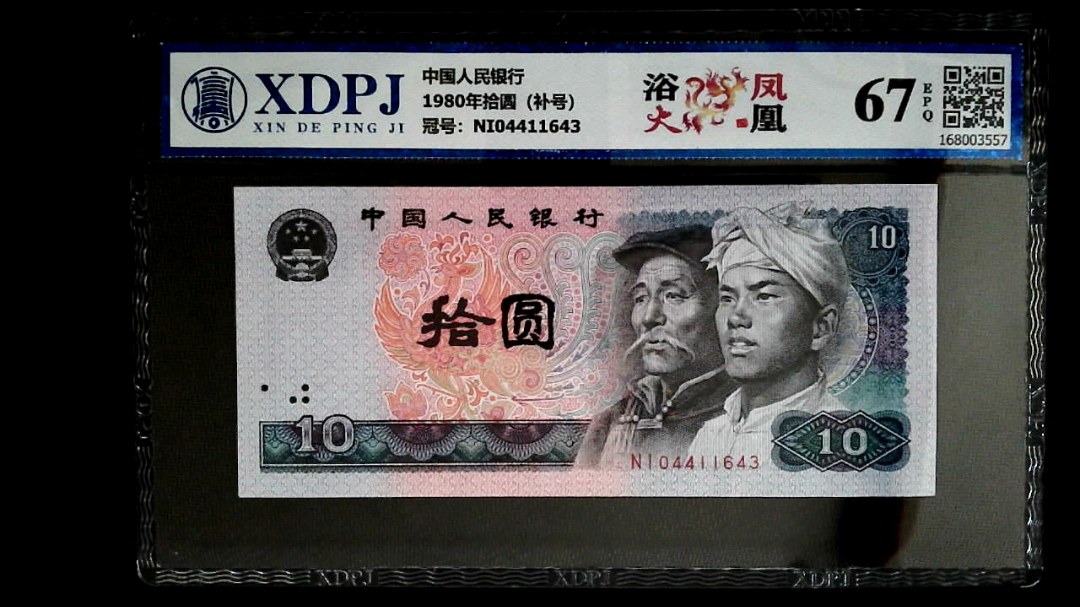 XDPJ
XIN DE PING JI
中国人民银行
1980年拾圆（补号）
冠号：NI04411643
浴火凤凰
67
EPQ
168003557
中国人民银行
10
拾圆
10
NI04411643
10
XDPJ XDPJ XDPJ